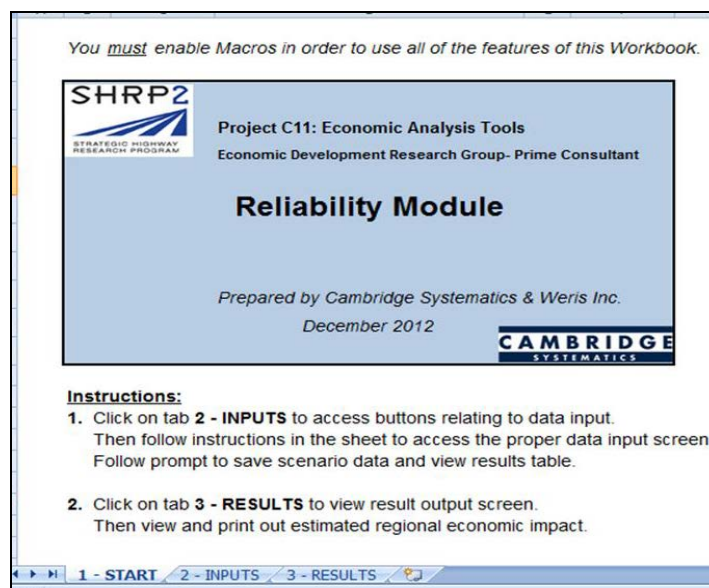 You must enable Macros in order to use all of the features of this Workbook.
SHRP2
STRATEGIC HIGHWAY
RESEARCH PROGRAM
Project C11: Economic Analysis Tools
Economic Development Research Group- Prime Consultant
Reliability Module
Prepared by Cambridge Systematics & Weris Inc.
December 2012
CAMBRIDGE
SYSTEMATICS
Instructions:
1. Click on tab 2 - INPUTS to access buttons relating to data input.
Then follow instructions in the sheet to access the proper data input screen
Follow prompt to save scenario data and view results table.
2. Click on tab 3 - RESULTS to view result output screen.
Then view and print out estimated regional economic impact.
1 - START 2 - INPUTS 3 - RESULTS